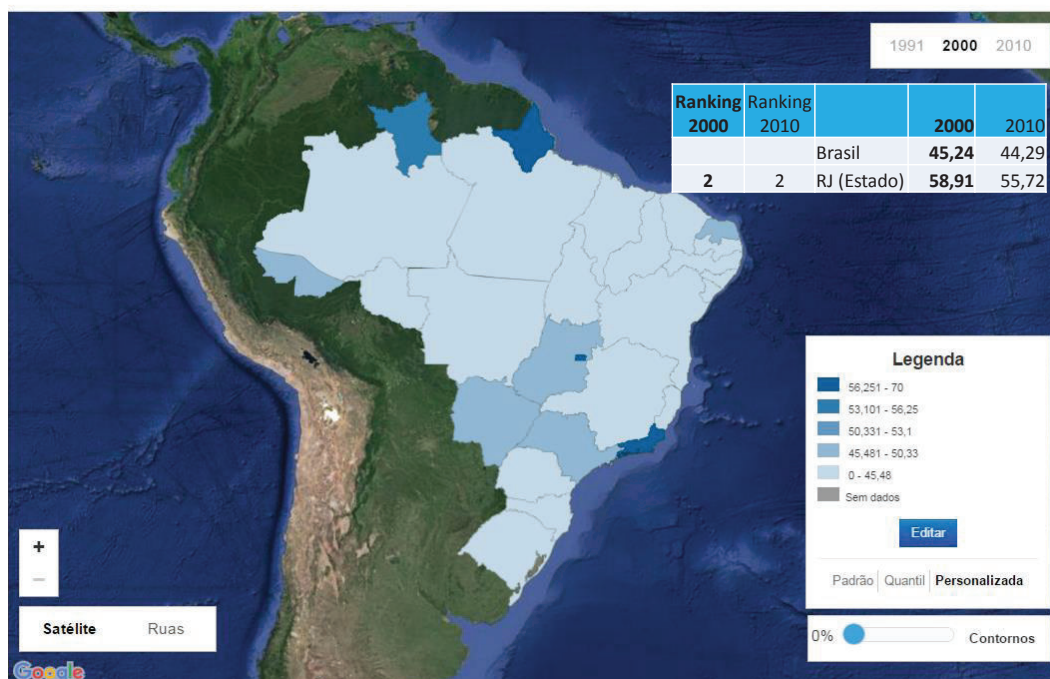 1991 2000 2010
Ranking Ranking
2000 2010 2000 2010
Brasil 45,24 44,29
2 2 RJ (Estado) 58,91 55,72
Legenda
56,251 - 70
53,101 - 56,25
50,331 - 53,1
45,481 - 50,33
0 - 45,48
Sem dados
Editar
Padrão Quantil Personalizada
0% Contornos
+
−
Satélite Ruas
Google